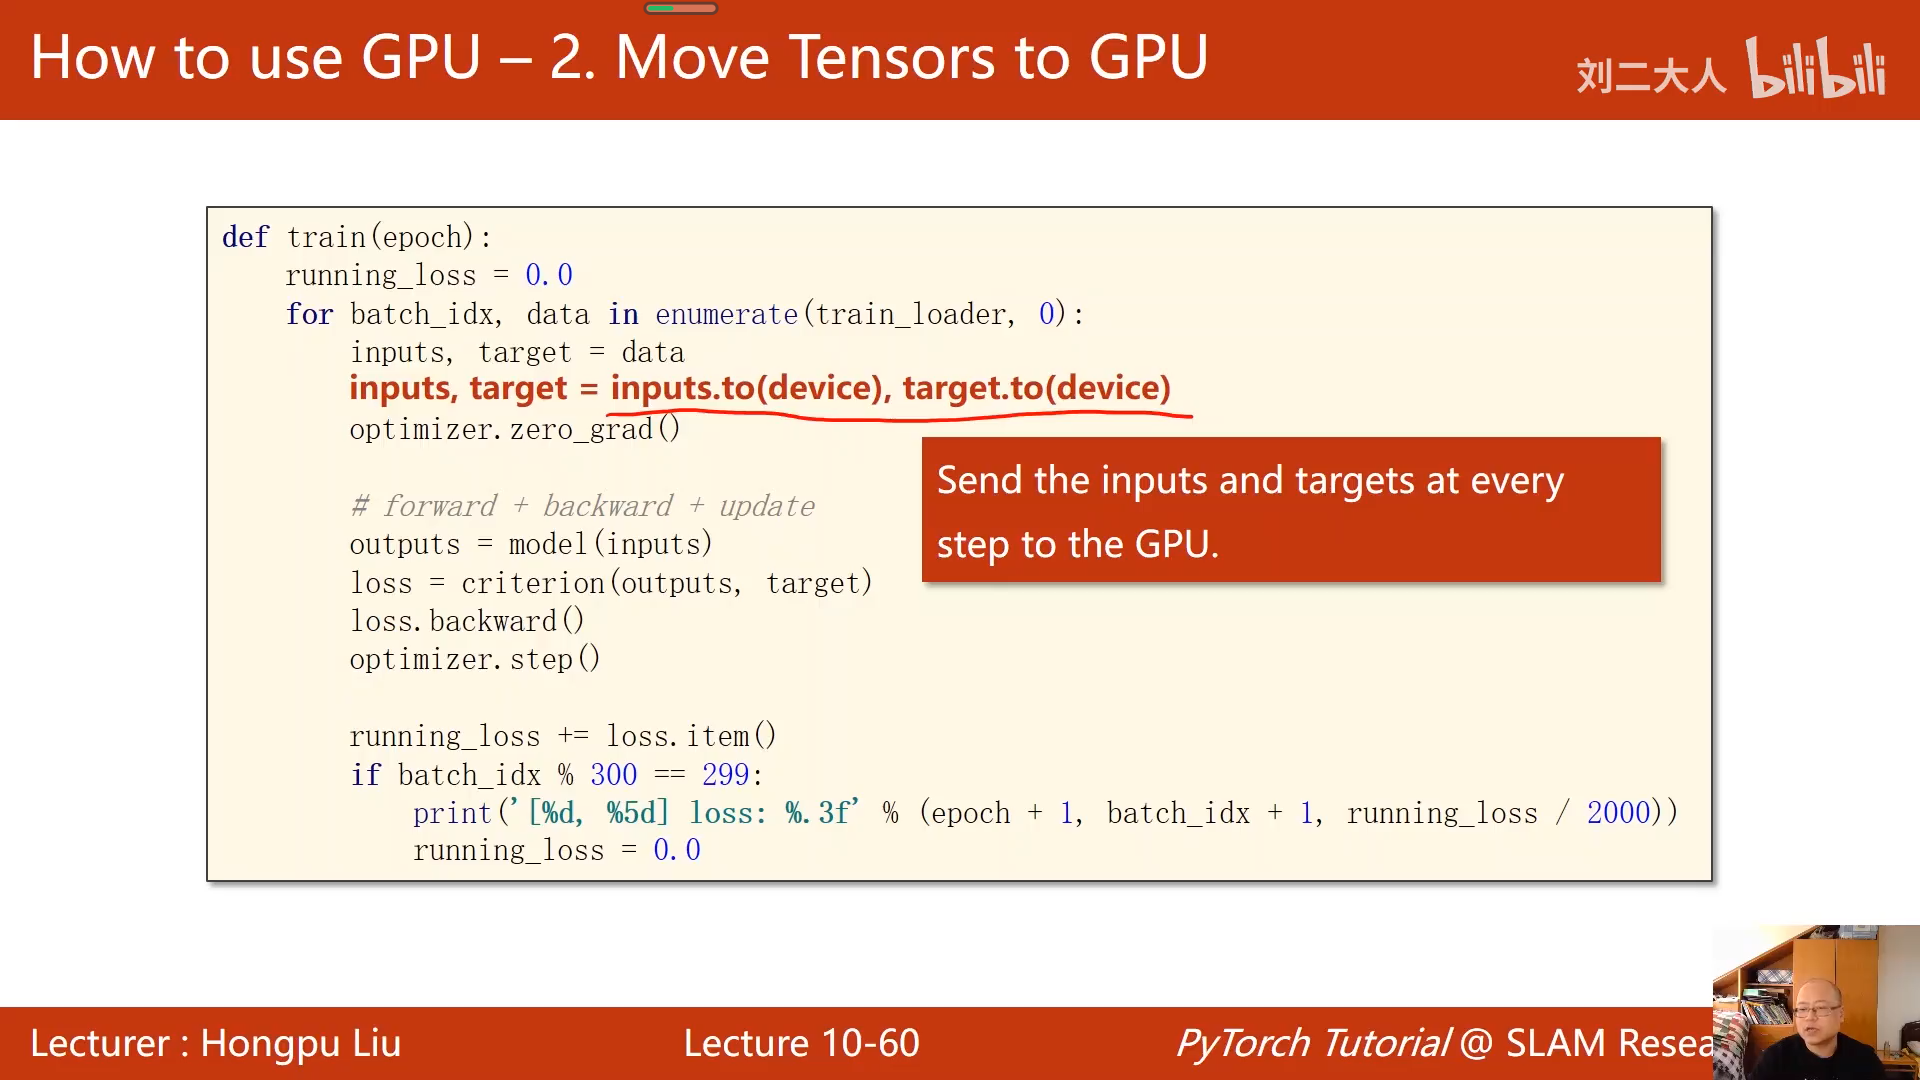 How to use GPU – 2. Move Tensors to GPU
刘二大人 bilibili
def train(epoch):
    running_loss = 0.0
    for batch_idx, data in enumerate(train_loader, 0):
        inputs, target = data
        inputs, target = inputs.to(device), target.to(device)
        optimizer.zero_grad()
Send the inputs and targets at every
step to the GPU.
        # forward + backward + update
        outputs = model(inputs)
        loss = criterion(outputs, target)
        loss.backward()
        optimizer.step()
        running_loss += loss.item()
        if batch_idx % 300 == 299:
            print('[%d, %5d] loss: %.3f' % (epoch + 1, batch_idx + 1, running_loss / 2000))
            running_loss = 0.0
Lecturer : Hongpu Liu
Lecture 10-60
PyTorch Tutorial @ SLAM Resea